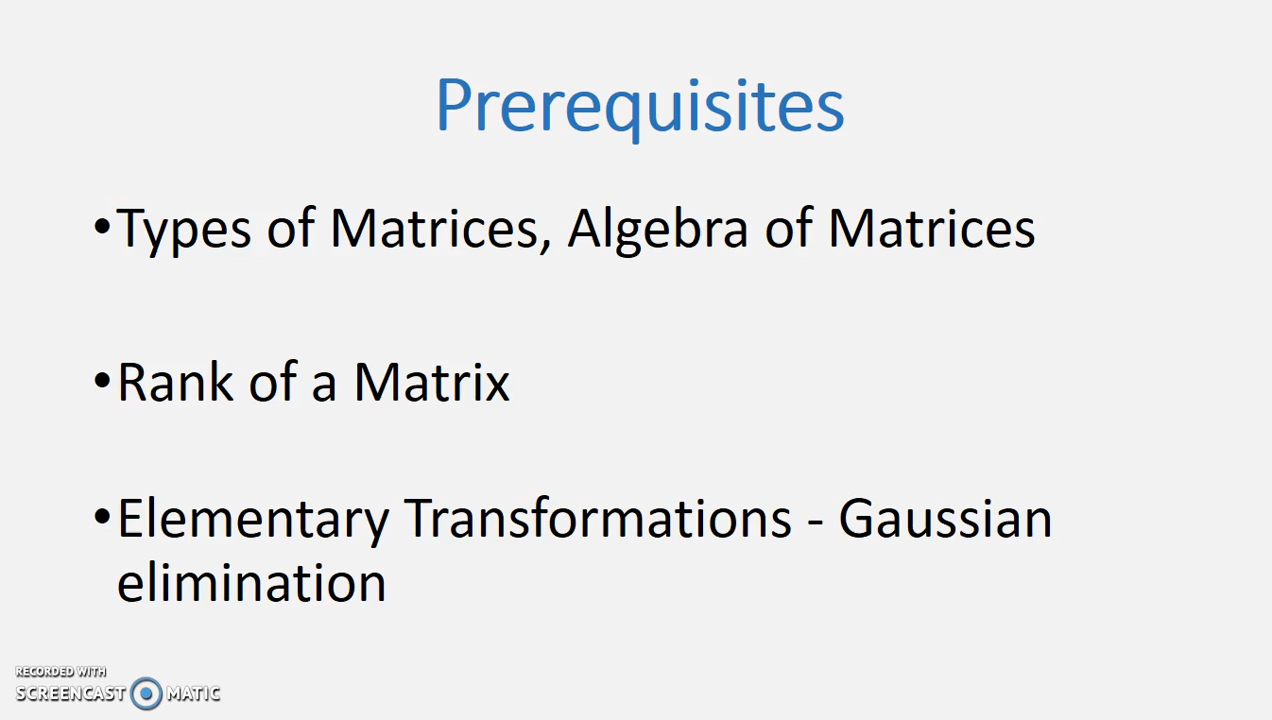 Prerequisites
•Types of Matrices, Algebra of Matrices
•Rank of a Matrix
•Elementary Transformations - Gaussian
elimination
RECORDED WITH
SCREENCAST MATIC